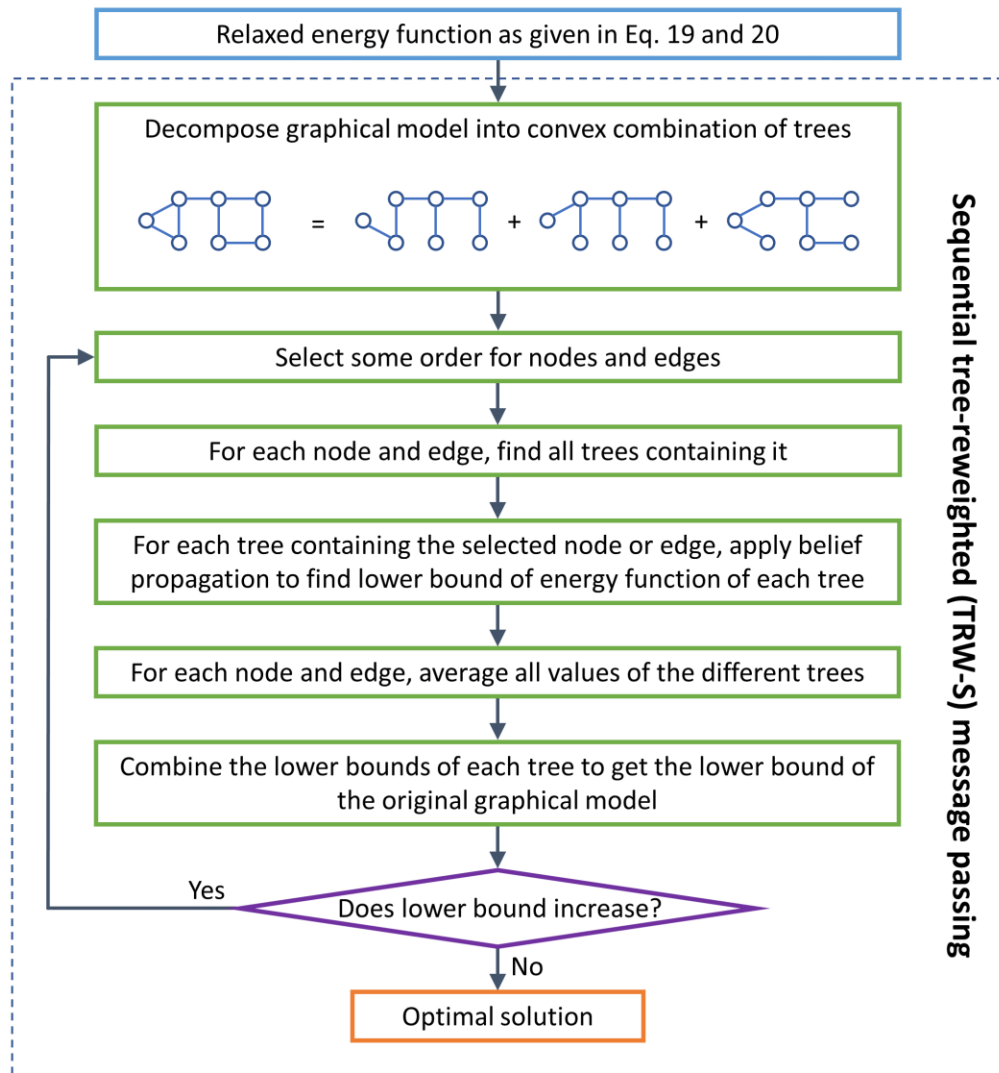 Relaxed energy function as given in Eq. 19 and 20
Decompose graphical model into convex combination of trees
= + +
Select some order for nodes and edges
For each node and edge, find all trees containing it
For each tree containing the selected node or edge, apply belief
propagation to find lower bound of energy function of each tree
For each node and edge, average all values of the different trees
Combine the lower bounds of each tree to get the lower bound of
the original graphical model
Yes
Does lower bound increase?
No
Optimal solution
Sequential tree-reweighted (TRW-S) message passing